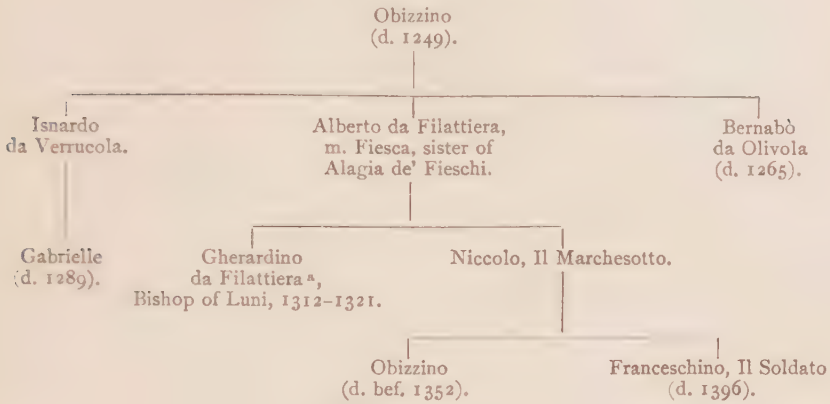 Obizzino
(d. 1249).
Isnardo
da Verrucola.
Alberto da Filattiera,
m. Fiesca, sister of
Alagia de' Fieschi.
Bernabò
da Olivola
(d. 1265).
Gabrielle
(d. 1289).
Gherardino
da Filattiera ª,
Bishop of Luni, 1312–1321.
Niccolo, Il Marchesotto.
Obizzino
(d. bef. 1352).
Franceschino, Il Soldato
(d. 1396).